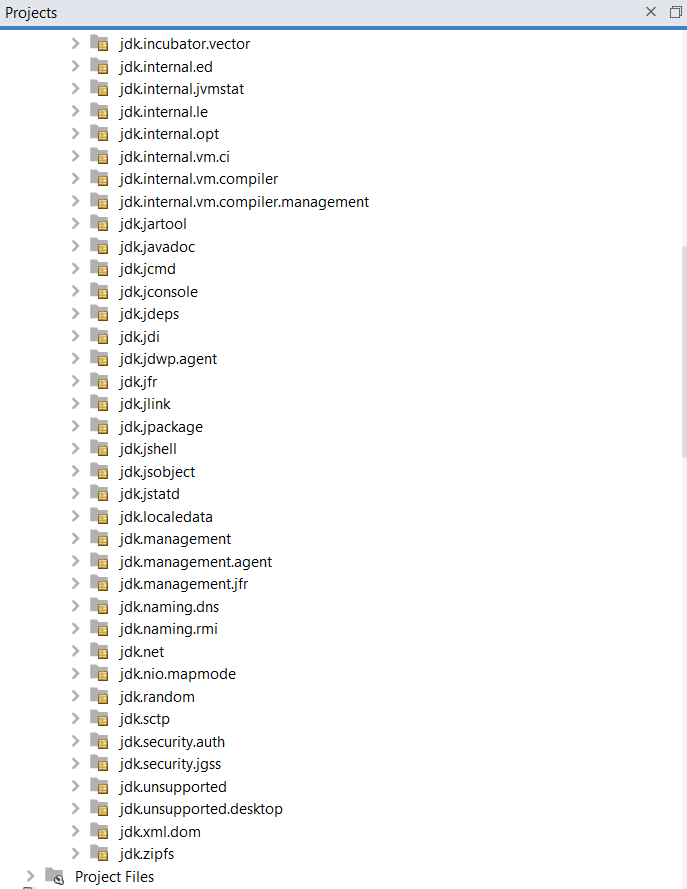 Projects
jdk.incubator.vector
jdk.internal.ed
jdk.internal.jvmstat
jdk.internal.le
jdk.internal.opt
jdk.internal.vm.ci
jdk.internal.vm.compiler
jdk.internal.vm.compiler.management
jdk.jartool
jdk.javadoc
jdk.jcmd
jdk.jconsole
jdk.jdeps
jdk.jdi
jdk.jdwp.agent
jdk.jfr
jdk.jlink
jdk.jpackage
jdk.jshell
jdk.jsobject
jdk.jstatd
jdk.localedata
jdk.management
jdk.management.agent
jdk.management.jfr
jdk.naming.dns
jdk.naming.rmi
jdk.net
jdk.nio.mapmode
jdk.random
jdk.sctp
jdk.security.auth
jdk.security.jgss
jdk.unsupported
jdk.unsupported.desktop
jdk.xml.dom
jdk.zipfs
Project Files